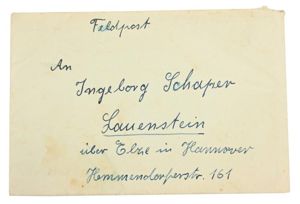 Feldpost
An
Ingeborg Schaper
Lauenstein
über Elze in Hannover
Hemmendorferstr. 161